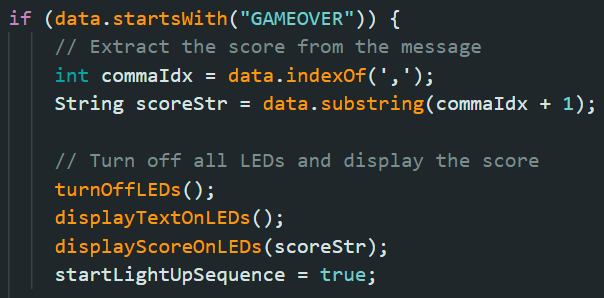 if (data.startsWith("GAMEOVER")) {
    // Extract the score from the message
    int commaIdx = data.indexOf(',');
    String scoreStr = data.substring(commaIdx + 1);

    // Turn off all LEDs and display the score
    turnOffLEDs();
    displayTextOnLEDs();
    displayScoreOnLEDs(scoreStr);
    startLightUpSequence = true;